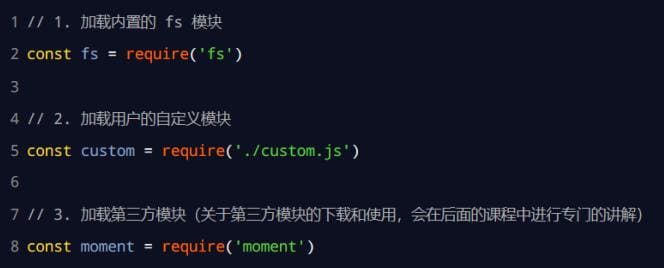 1 // 1. 加载内置的 fs 模块
2 const fs = require('fs')
3
4 // 2. 加载用户的自定义模块
5 const custom = require('./custom.js')
6
7 // 3. 加载第三方模块（关于第三方模块的下载和使用，会在后面的课程中进行专门的讲解）
8 const moment = require('moment')